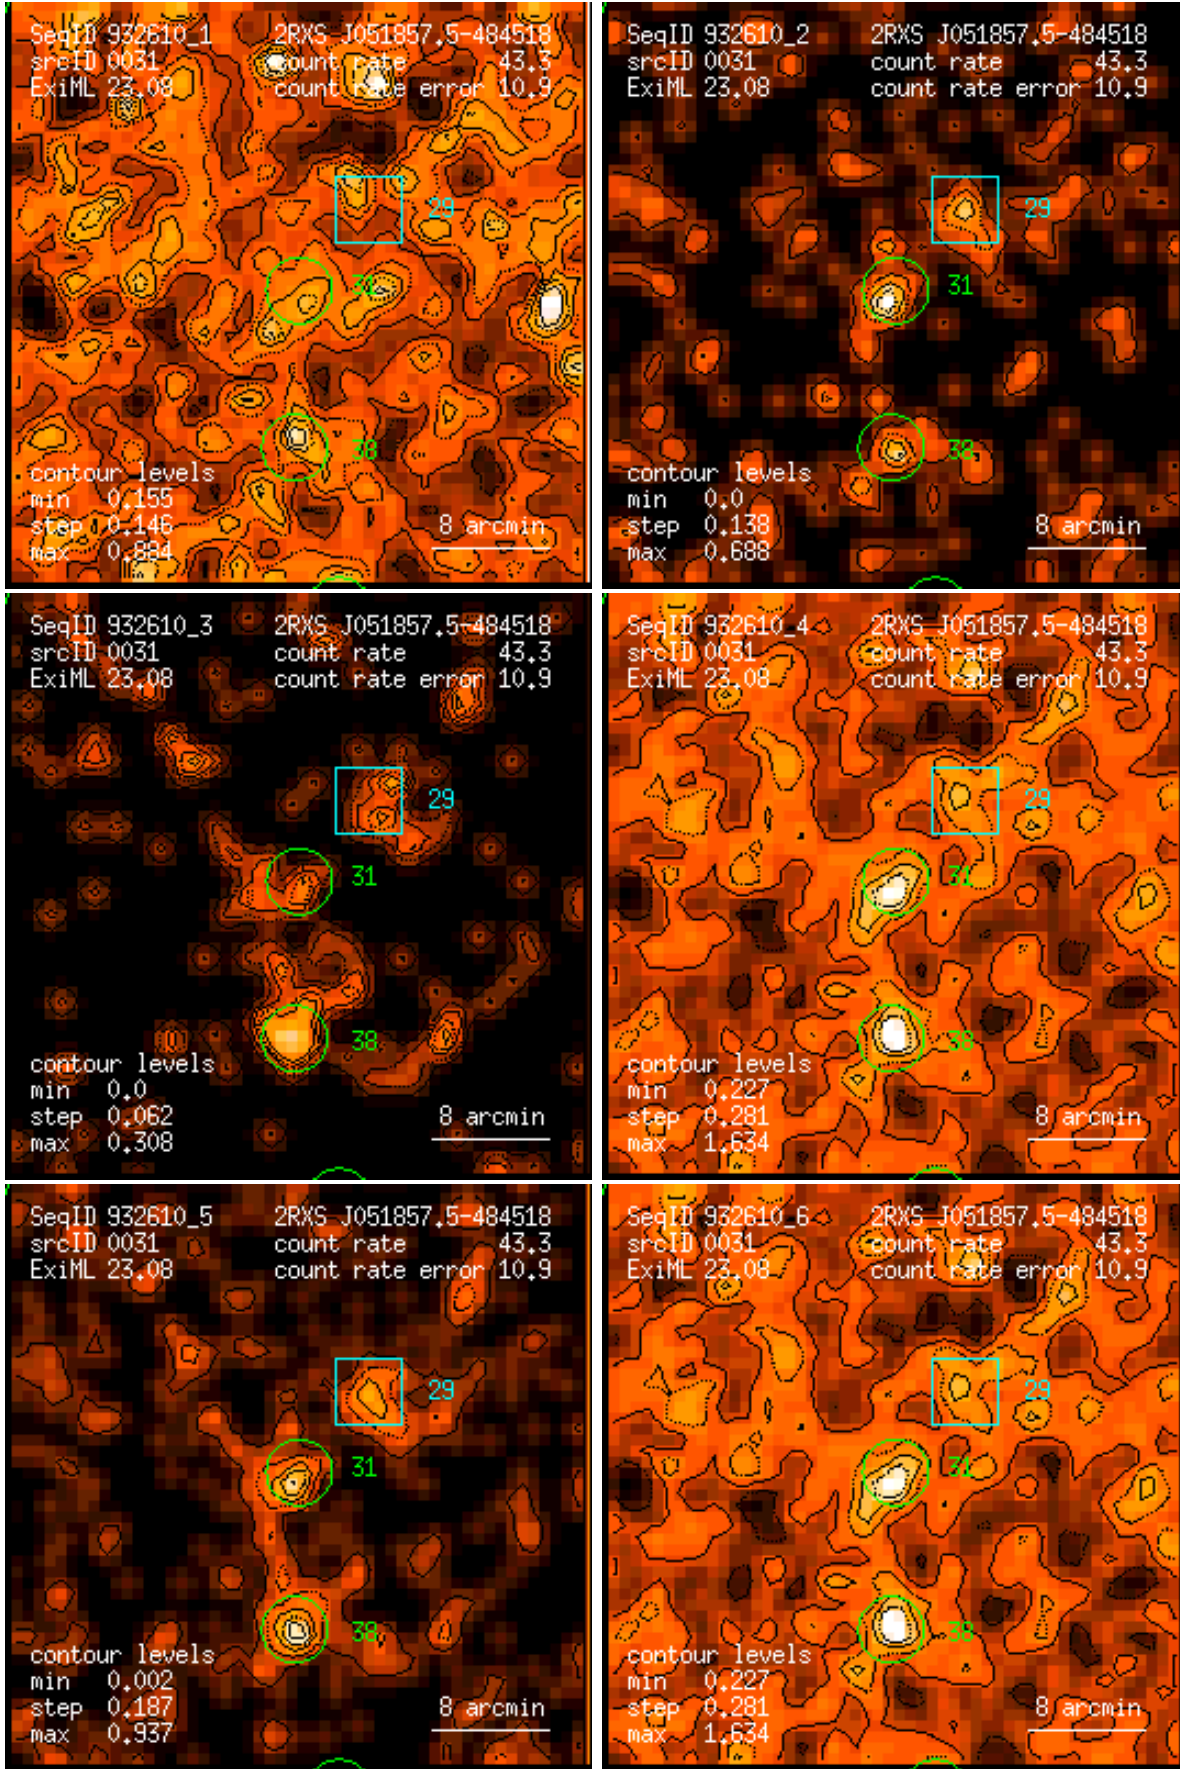 SeqID 932610_1 2RXS J051857.5-484518
srcID 0031 count rate 43.3
ExiML 23.08 count rate error 10.9
29
31
38
contour levels
min 0.155
step 0.146
max 0.884
8 arcmin
SeqID 932610_2 2RXS J051857.5-484518
srcID 0031 count rate 43.3
ExiML 23.08 count rate error 10.9
29
31
38
contour levels
min 0.0
step 0.138
max 0.688
8 arcmin
SeqID 932610_3 2RXS J051857.5-484518
srcID 0031 count rate 43.3
ExiML 23.08 count rate error 10.9
29
31
38
contour levels
min 0.0
step 0.062
max 0.308
8 arcmin
SeqID 932610_4 2RXS J051857.5-484518
srcID 0031 count rate 43.3
ExiML 23.08 count rate error 10.9
29
31
38
contour levels
min 0.227
step 0.281
max 1.634
8 arcmin
SeqID 932610_5 2RXS J051857.5-484518
srcID 0031 count rate 43.3
ExiML 23.08 count rate error 10.9
29
31
38
contour levels
min 0.002
step 0.187
max 0.937
8 arcmin
SeqID 932610_6 2RXS J051857.5-484518
srcID 0031 count rate 43.3
ExiML 23.08 count rate error 10.9
29
31
38
contour levels
min 0.227
step 0.281
max 1.634
8 arcmin